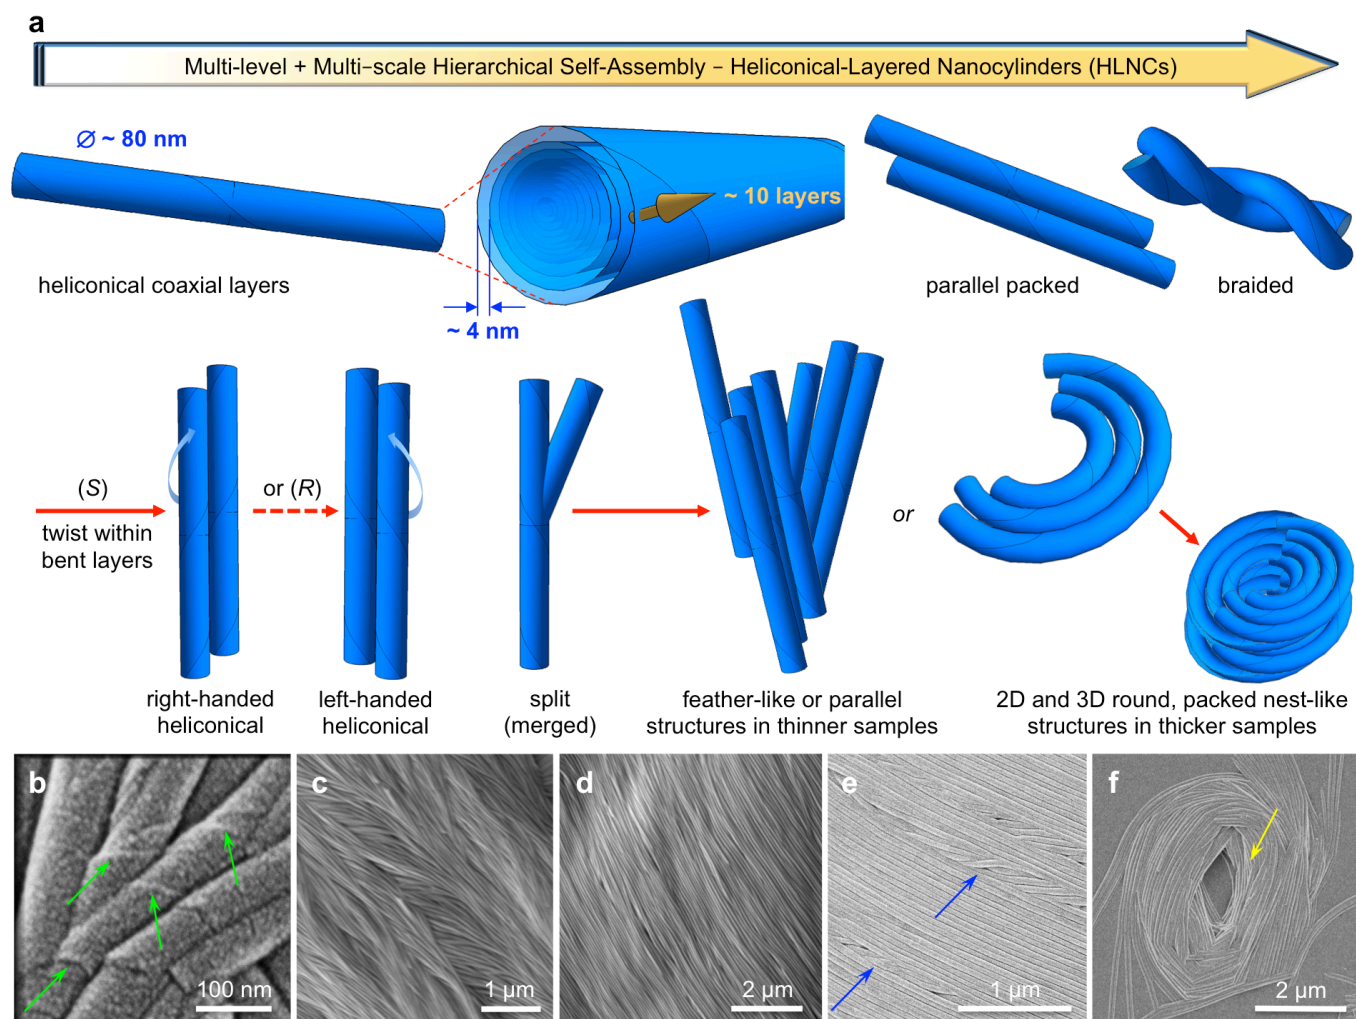 a
Multi-level + Multi-scale Hierarchical Self-Assembly – Heliconical-Layered Nanocylinders (HLNCs)
∅ ~ 80 nm
~ 10 layers
heliconical coaxial layers
~ 4 nm
parallel packed
braided
(S)
twist within
bent layers
or (R)
or
right-handed
heliconical
left-handed
heliconical
split
(merged)
feather-like or parallel
structures in thinner samples
2D and 3D round, packed nest-like
structures in thicker samples
b
100 nm
c
1 μm
d
2 μm
e
1 μm
f
2 μm